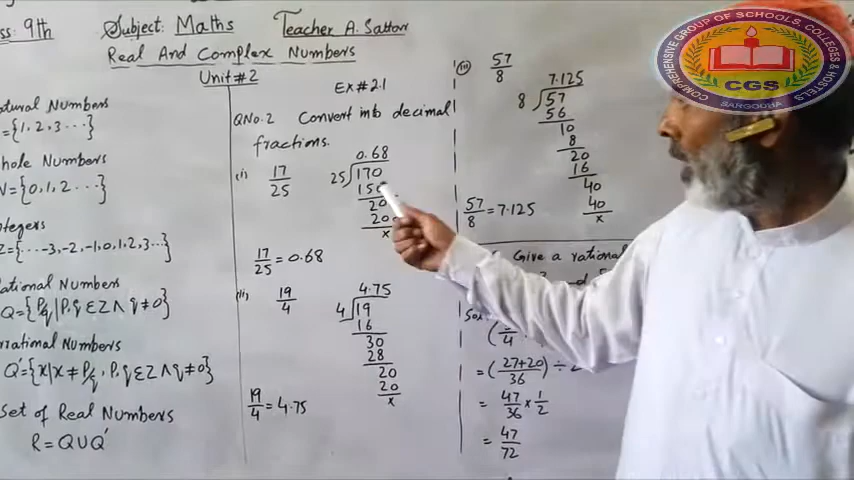 ss: 9th Subject: Maths Teacher A. Sattar
Real And Complex Numbers
Unit # 2
atural Numbers
={1,2,3---}
hole Numbers
W={0,1,2---}
tegers
Z={---3,-2,-1,0,1,2,3---}
ational Numbers
Q={P/q | P,q ε Z ∧ q ≠ 0}
rrational Numbers
Q'={x | x ≠ P/q, P,q ε Z ∧ q ≠ 0}
Set of Real Numbers
R = Q ∪ Q'
Ex # 2.1
Q No. 2 Convert into decimal
fractions.
(i) 17/25
0.68
25 170
150
200
200
x
17/25 = 0.68
(ii) 19/4
4.75
4 19
16
30
28
20
20
x
19/4 = 4.75
(iii) 57/8
7.125
8 57
56
10
8
20
16
40
40
x
57/8 = 7.125
Give a rational
= (27+20/36) ÷ 2
= 47/36 × 1/2
= 47/72
COMPREHENSIVE GROUP OF SCHOOLS & COLLEGES
CGS
SARGODHA